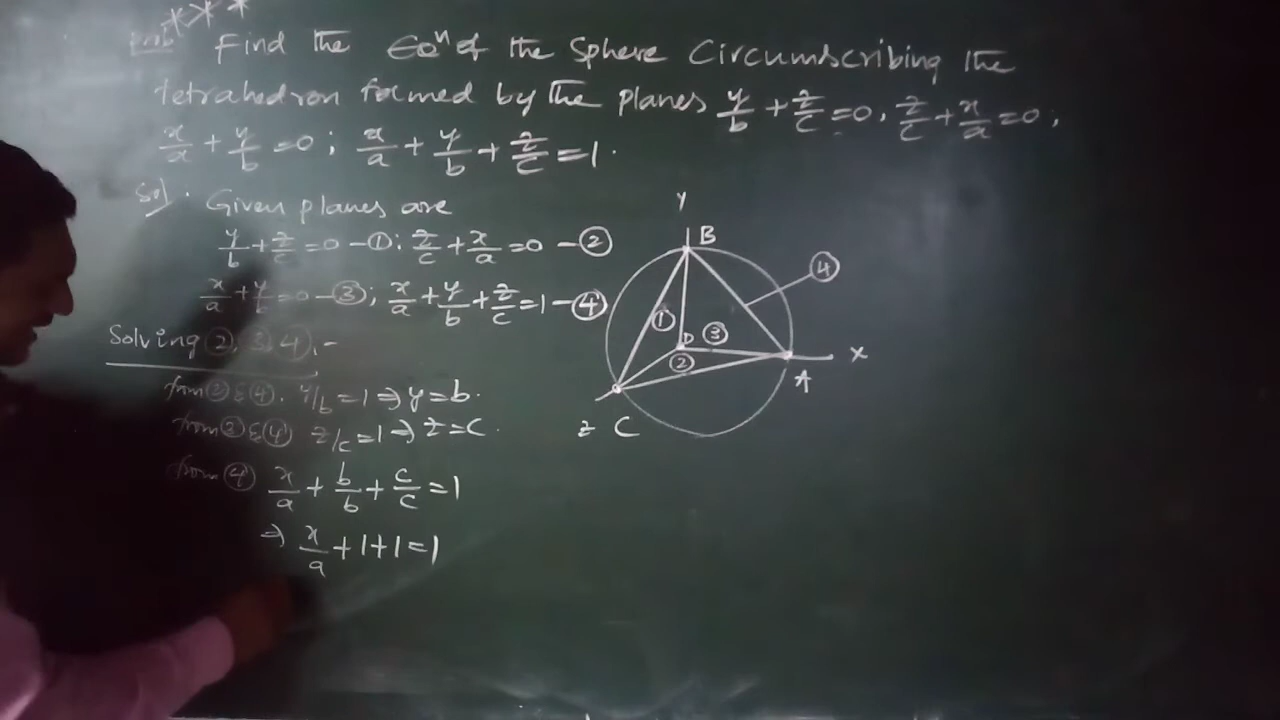 ***
Prob Find the Eqⁿ of the Sphere Circumscribing the
tetrahedron formed by the planes y/b + z/c = 0, z/c + x/a = 0,
x/a + y/b = 0; x/a + y/b + z/c = 1.
Sol: Given planes are
y/b + z/c = 0 - ①; z/c + x/a = 0 - ②
x/a + y/b = 0 - ③; x/a + y/b + z/c = 1 - ④
Solving ②, ③, ④,-
from ② & ④. y/b = 1 ⇒ y = b.
from ③ & ④ z/c = 1 ⇒ z = c.
from ④ x/a + b/b + c/c = 1
⇒ x/a + 1 + 1 = 1
y
B
④
① D ③
②
x
A
z C